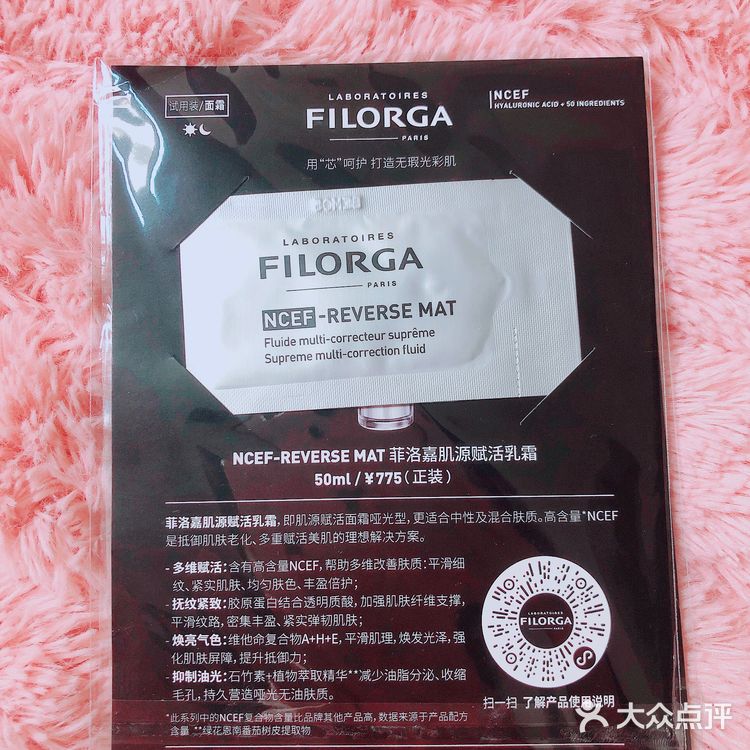 试用装/面霜
LABORATOIRES
FILORGA
PARIS
NCEF
HYALURONIC ACID + 50 INGREDIENTS
用“芯”呵护 打造无瑕光彩肌
LABORATOIRES
FILORGA
PARIS
NCEF-REVERSE MAT
Fluide multi-correcteur suprême
Supreme multi-correction fluid
NCEF-REVERSE MAT 菲洛嘉肌源赋活乳霜
50ml / ¥775(正装)
菲洛嘉肌源赋活乳霜,即肌源赋活面霜哑光型,更适合中性及混合肤质。高含量*NCEF
是抵御肌肤老化、多重赋活美肌的理想解决方案。
· 多维赋活:含有高含量NCEF,帮助多维改善肤质:平滑细
纹、紧实肌肤、均匀肤色、丰盈倍护;
· 抚纹紧致:胶原蛋白结合透明质酸,加强肌肤纤维支撑,
平滑纹路,密集丰盈、紧实弹韧肌肤;
· 焕亮气色:维他命复合物A+H+E,平滑肌理,焕发光泽,强
化肌肤屏障,提升抵御力;
· 抑制油光:石竹素+植物萃取精华**减少油脂分泌、收缩
毛孔,持久营造哑光无油肤质。
LABORATOIRES
FILORGA
PARIS
扫一扫 了解产品使用说明
*此系列中的NCEF复合物含量比品牌其他产品高,数据来源于产品配方
含量 **绿花恩南番茄树皮提取物
大众点评